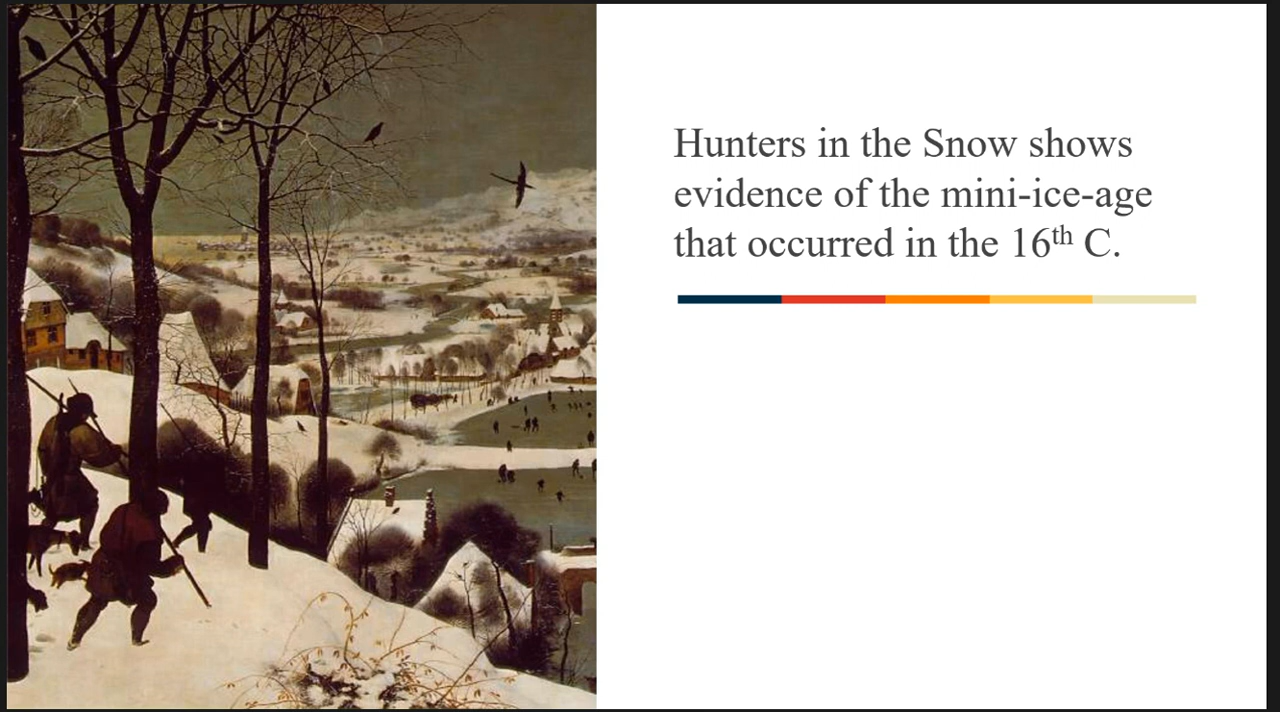 Hunters in the Snow shows
evidence of the mini-ice-age
that occurred in the 16th C.